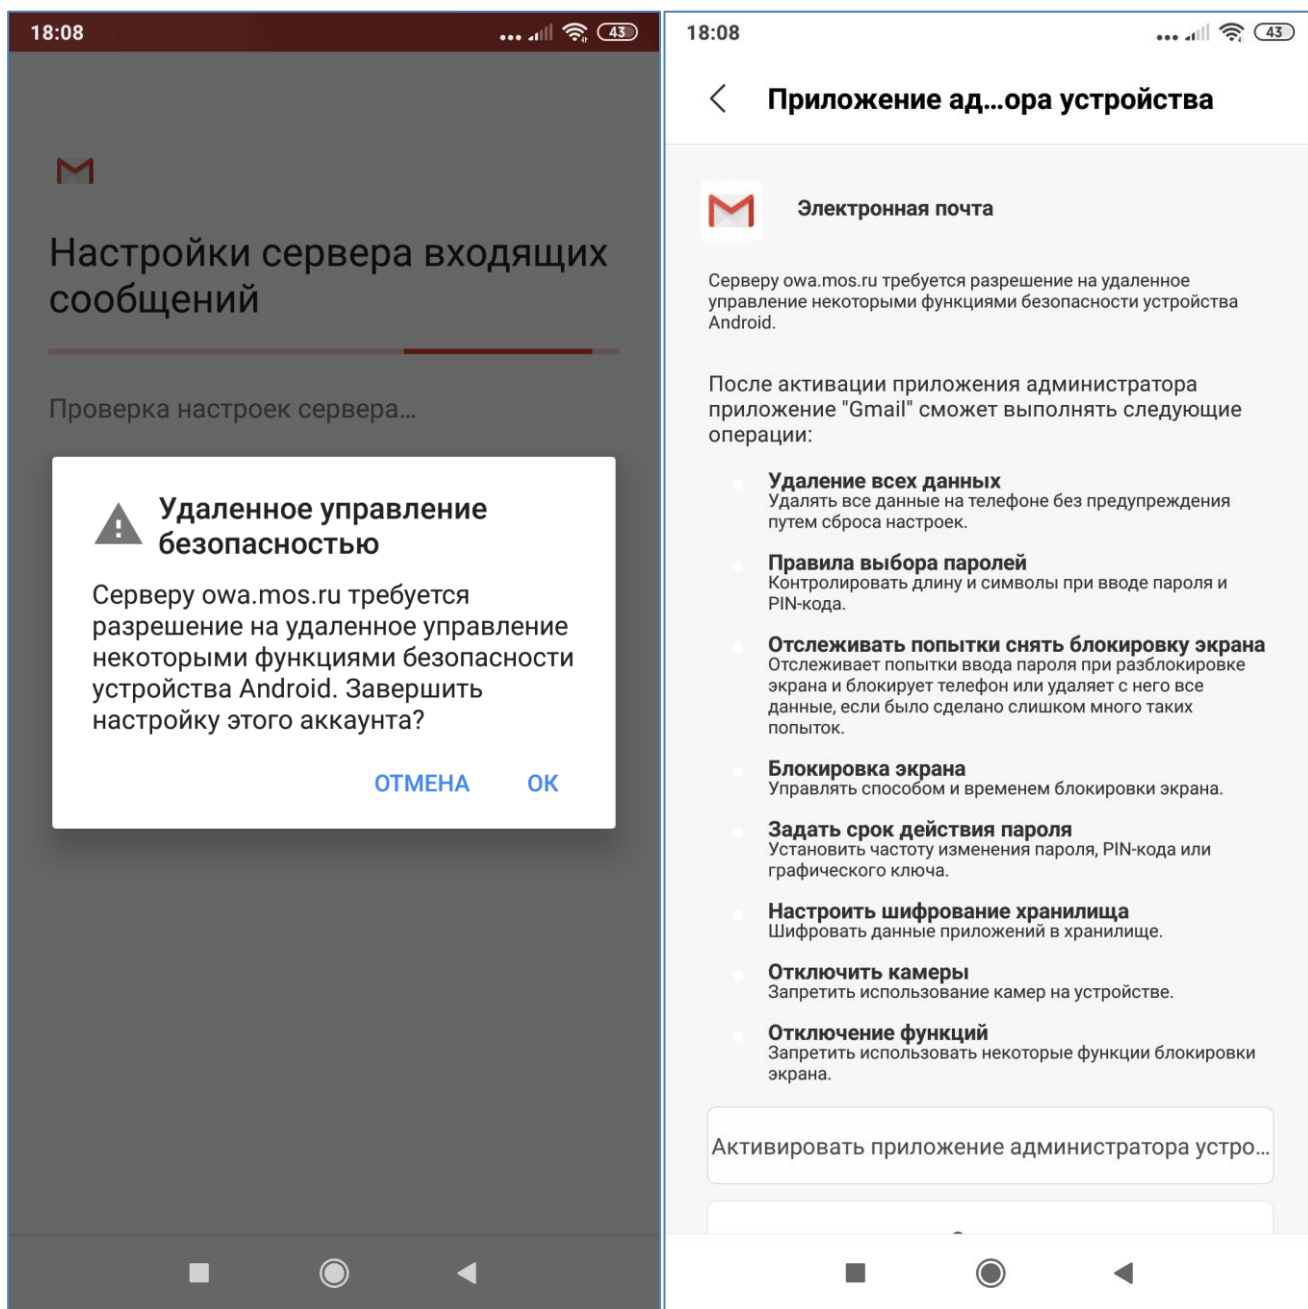 18:08
43
Настройки сервера входящих
сообщений
Проверка настроек сервера...
Удаленное управление
безопасностью
Серверу owa.mos.ru требуется
разрешение на удаленное управление
некоторыми функциями безопасности
устройства Android. Завершить
настройку этого аккаунта?
ОТМЕНА ОК
18:08
43
Приложение ад...ора устройства
Электронная почта
Серверу owa.mos.ru требуется разрешение на удаленное
управление некоторыми функциями безопасности устройства
Android.
После активации приложения администратора
приложение "Gmail" сможет выполнять следующие
операции:
Удаление всех данных
Удалять все данные на телефоне без предупреждения
путем сброса настроек.
Правила выбора паролей
Контролировать длину и символы при вводе пароля и
PIN-кода.
Отслеживать попытки снять блокировку экрана
Отслеживает попытки ввода пароля при разблокировке
экрана и блокирует телефон или удаляет с него все
данные, если было сделано слишком много таких
попыток.
Блокировка экрана
Управлять способом и временем блокировки экрана.
Задать срок действия пароля
Установить частоту изменения пароля, PIN-кода или
графического ключа.
Настроить шифрование хранилища
Шифровать данные приложений в хранилище.
Отключить камеры
Запретить использование камер на устройстве.
Отключение функций
Запретить использовать некоторые функции блокировки
экрана.
Активировать приложение администратора устро...